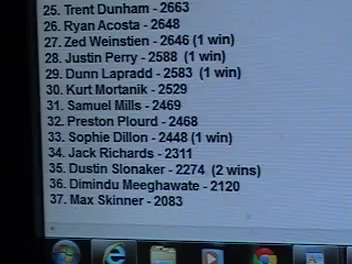 25. Trent Dunham - 2663
26. Ryan Acosta - 2648
27. Zed Weinstien - 2646 (1 win)
28. Justin Perry - 2588 (1 win)
29. Dunn Lapradd - 2583 (1 win)
30. Kurt Mortanik - 2529
31. Samuel Mills - 2469
32. Preston Plourd - 2468
33. Sophie Dillon - 2448 (1 win)
34. Jack Richards - 2311
35. Dustin Slonaker - 2274 (2 wins)
36. Dimindu Meeghawate - 2120
37. Max Skinner - 2083